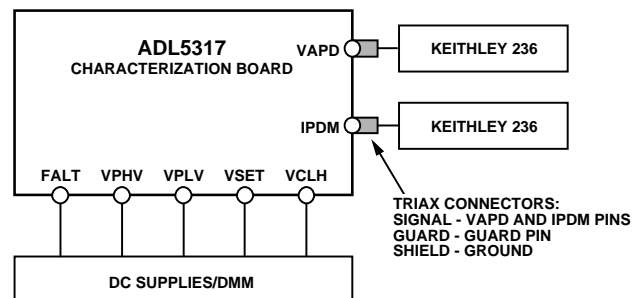 ADL5317
CHARACTERIZATION BOARD
VAPD
KEITHLEY 236
IPDM
KEITHLEY 236
FALT VPHV VPLV VSET VCLH
TRIAX CONNECTORS:
SIGNAL - VAPD AND IPDM PINS
GUARD - GUARD PIN
SHIELD - GROUND
DC SUPPLIES/DMM